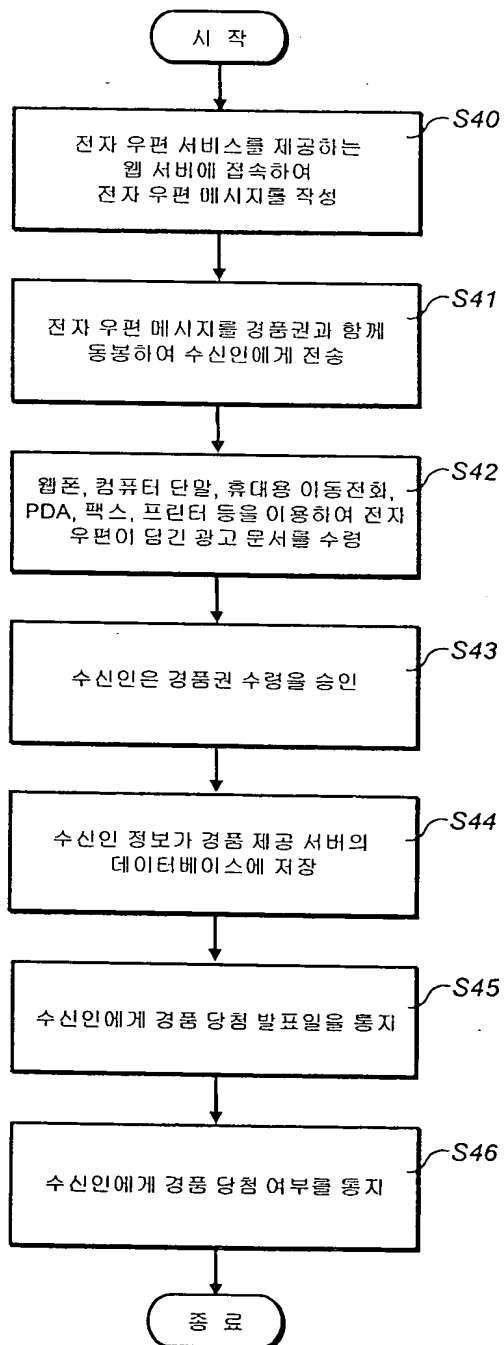 시 작
S40
전자 우편 서비스를 제공하는
웹 서버에 접속하여
전자 우편 메시지를 작성
S41
전자 우편 메시지를 경품권과 함께
동봉하여 수신인에게 전송
S42
웹폰, 컴퓨터 단말, 휴대용 이동전화,
PDA, 팩스, 프린터 등을 이용하여 전자
우편이 담긴 광고 문서를 수령
S43
수신인은 경품권 수령을 승인
S44
수신인 정보가 경품 제공 서버의
데이터베이스에 저장
S45
수신인에게 경품 당첨 발표일을 통지
S46
수신인에게 경품 당첨 여부를 통지
종 료